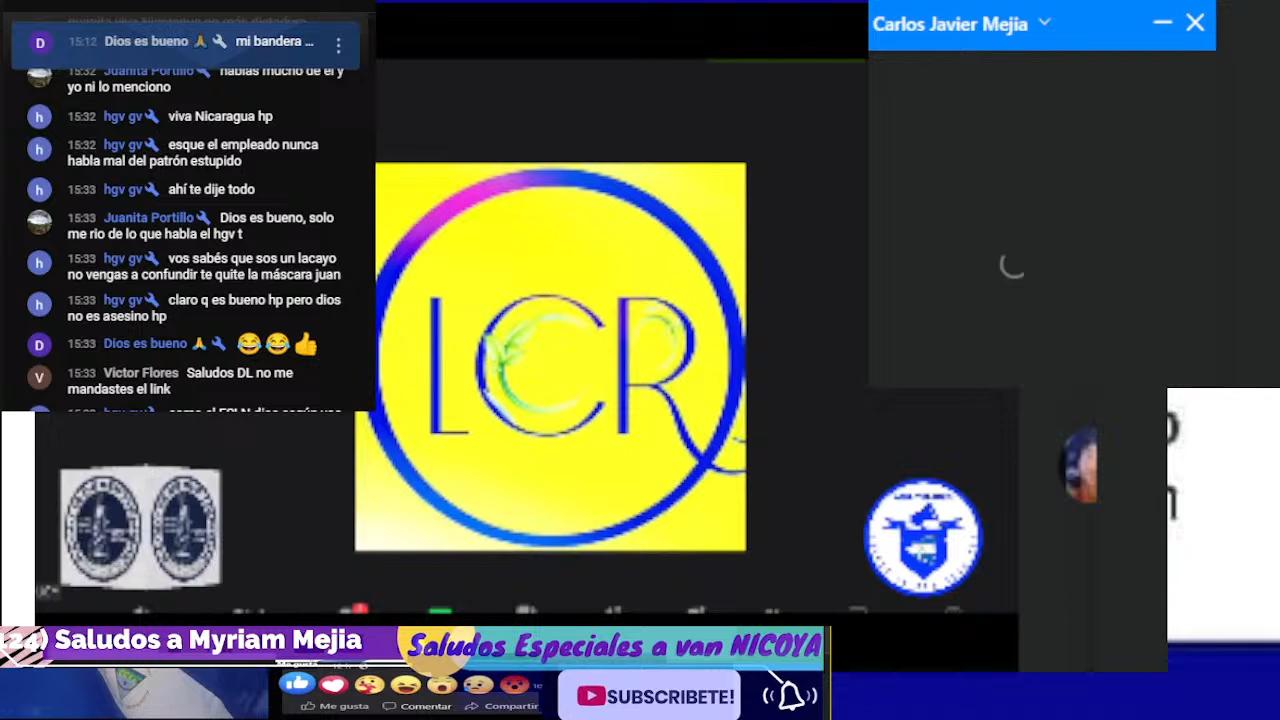 15:12 Dios es bueno 🙏 🔧 mi bandera ...
15:32 Juanita Portillo hablas mucho de el y
yo ni lo menciono
15:32 hgv gv viva Nicaragua hp
15:32 hgv gv esque el empleado nunca
habla mal del patrón estupido
15:33 hgv gv ahí te dije todo
15:33 Juanita Portillo Dios es bueno, solo
me rio de lo que habla el hgv t
15:33 hgv gv vos sabés que sos un lacayo
no vengas a confundir te quite la máscara juan
15:33 hgv gv claro q es bueno hp pero dios
no es asesino hp
15:33 Dios es bueno 🙏 🔧 😂😂👍
15:33 Victor Flores Saludos DL no me
mandastes el link
Carlos Javier Mejia
LCR
124) Saludos a Myriam Mejia
Saludos Especiales a van NICOYA
Me gusta
Me gusta Comentar Compartir
SUBSCRIBETE!